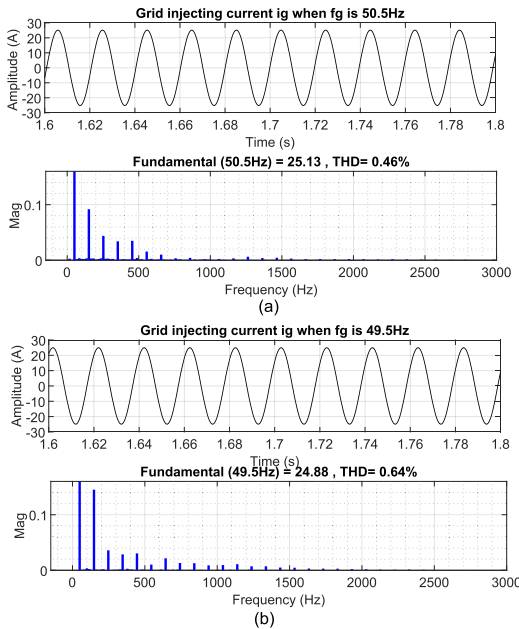 Grid injecting current ig when fg is 50.5Hz
Amplitude (A)
30
20
10
0
-10
-20
-30
1.6 1.62 1.64 1.66 1.68 1.7 1.72 1.74 1.76 1.78 1.8
Time (s)
Fundamental (50.5Hz) = 25.13 , THD= 0.46%
Mag
0.1
0
0 500 1000 1500 2000 2500 3000
Frequency (Hz)
(a)
Grid injecting current ig when fg is 49.5Hz
Amplitude (A)
30
20
10
0
-10
-20
-30
1.6 1.62 1.64 1.66 1.68 1.7 1.72 1.74 1.76 1.78 1.8
Time (s)
Fundamental (49.5Hz) = 24.88 , THD= 0.64%
Mag
0.1
0
0 500 1000 1500 2000 2500 3000
Frequency (Hz)
(b)